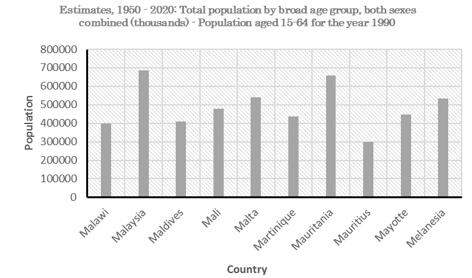 Estimates, 1950 - 2020: Total population by broad age group, both sexes
combined (thousands) - Population aged 15-64 for the year 1990
800000
700000
600000
500000
400000
300000
200000
100000
0
Population
Malawi
Malaysia
Maldives
Mali
Malta
Martinique
Mauritania
Mauritius
Mayotte
Melanesia
Country